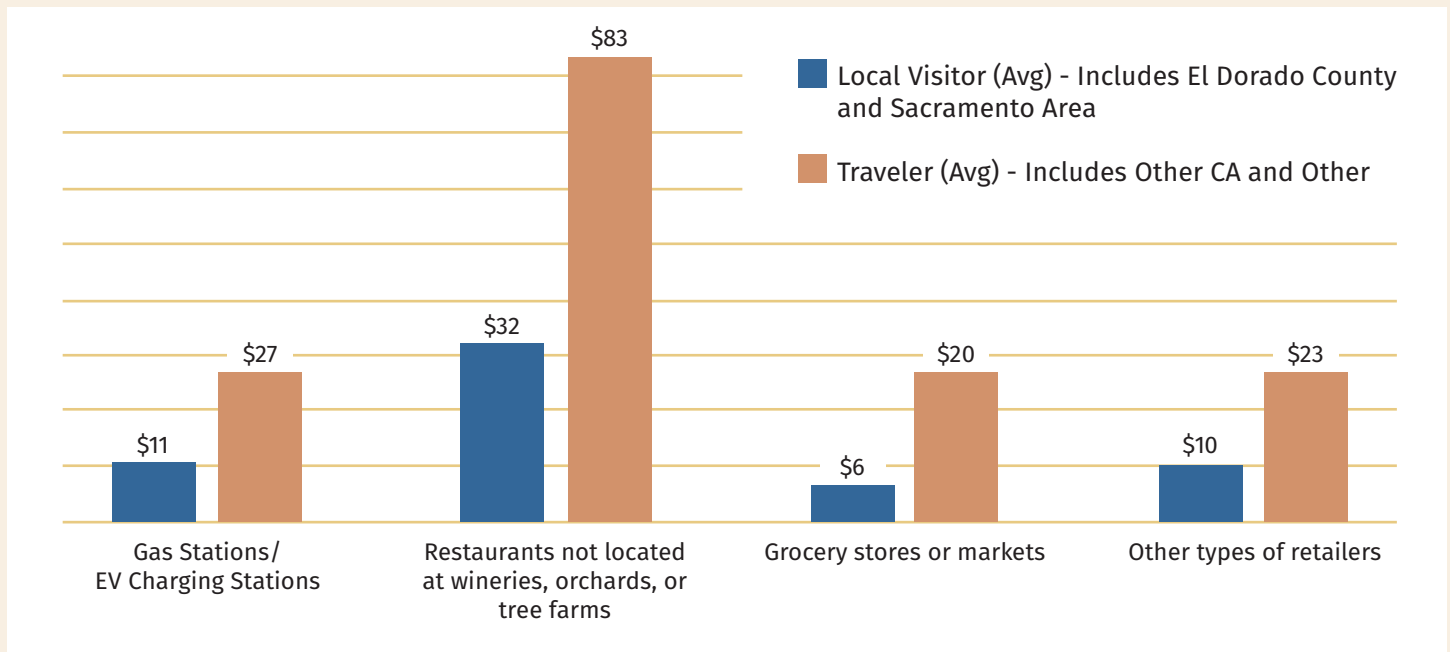 $83
Local Visitor (Avg) - Includes El Dorado County
and Sacramento Area
Traveler (Avg) - Includes Other CA and Other
$11
$27
$32
$6
$20
$10
$23
Gas Stations/
EV Charging Stations
Restaurants not located
at wineries, orchards, or
tree farms
Grocery stores or markets
Other types of retailers